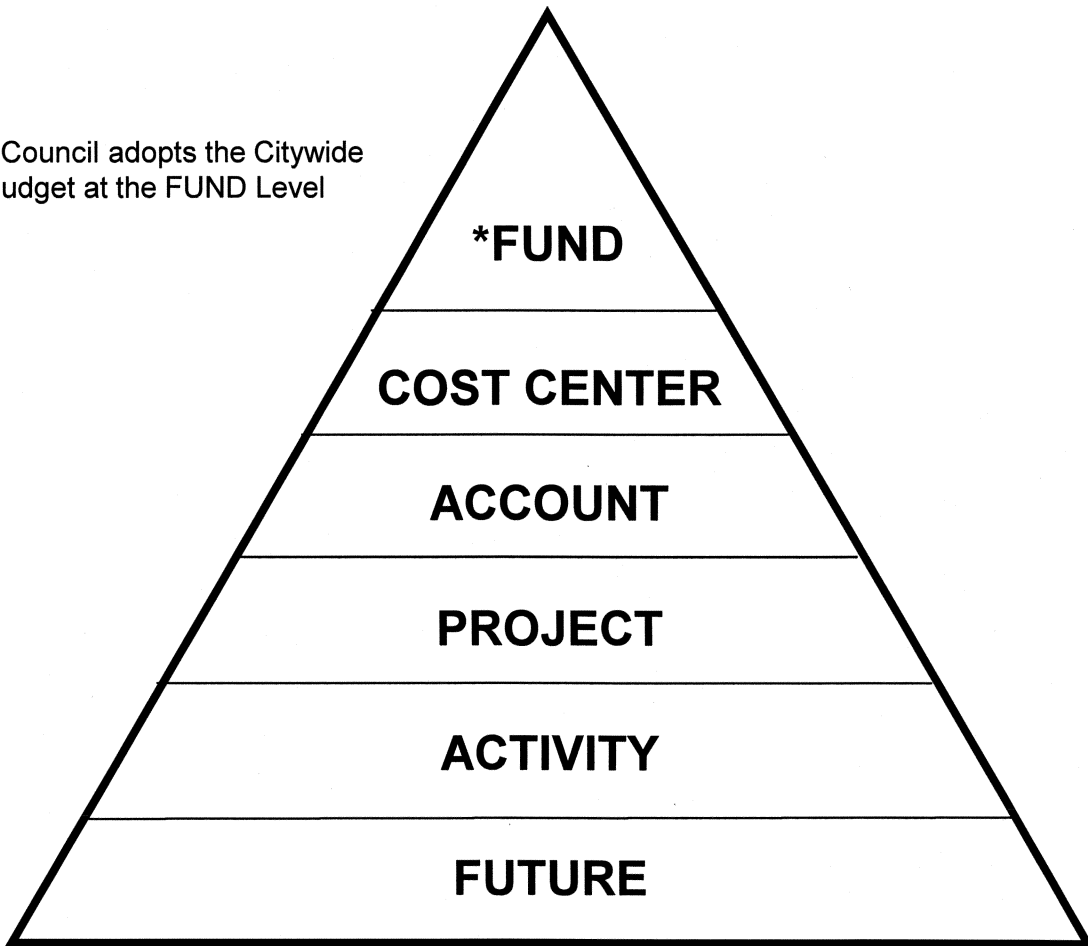 Council adopts the Citywide
udget at the FUND Level
*FUND
COST CENTER
ACCOUNT
PROJECT
ACTIVITY
FUTURE